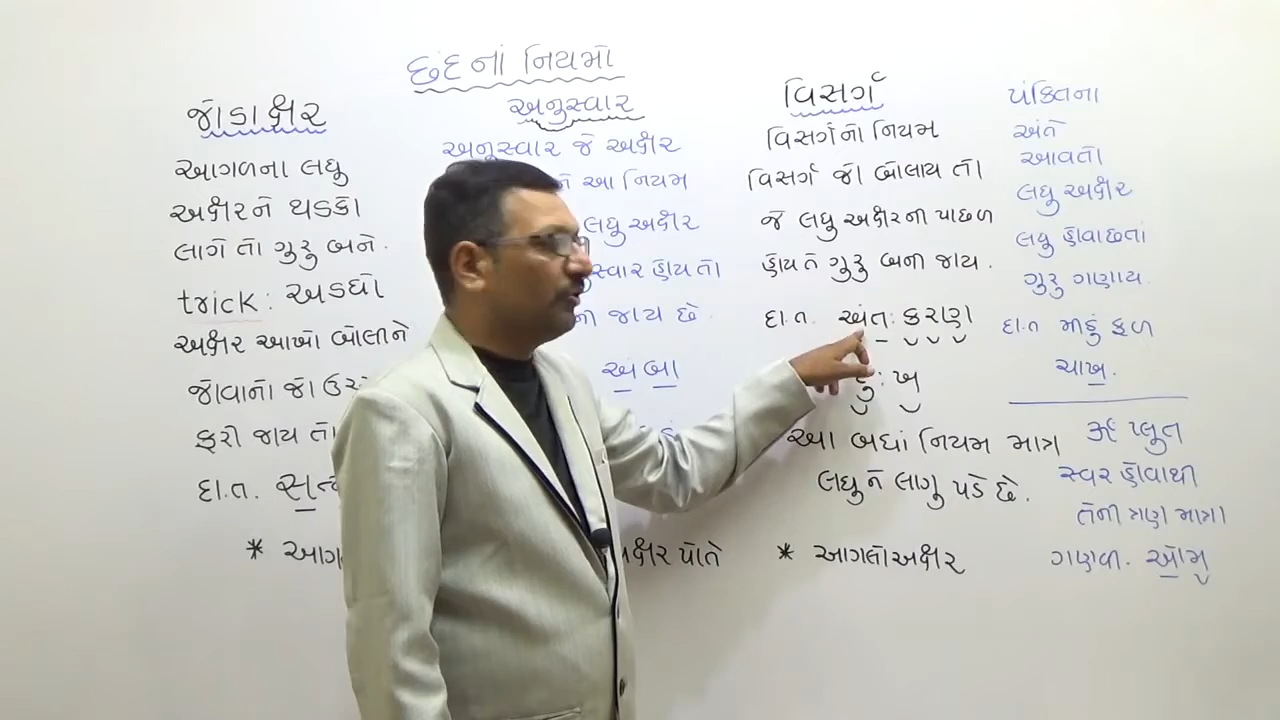 છંદનાં નિયમો
જોડાક્ષર
આગળના લઘુ
અક્ષરને થડકો
લાગે તો ગુરુ બને.
trick: અડધો
અક્ષર આખો બોલીને
જોવાનો જો ઉચ્ચ
ફરી જાય તો
દા.ત. સત્ય
* આગ
અનુસ્વાર
અનુસ્વાર જે અક્ષર
ને આ નિયમ
લઘુ અક્ષર
સ્વાર હોય તો
ની જાય છે.
અંબા
અક્ષર પોતે
વિસર્ગ
વિસર્ગનો નિયમ
વિસર્ગ જો બોલાય તો
જે લઘુ અક્ષરની પાછળ
હોય તે ગુરુ બની જાય.
દા.ત. અંત: કરણ
દુ: ખ
આ બધાં નિયમ માત્ર
લઘુને લાગુ પડે છે.
* આગલો અક્ષર
પંક્તિના
અંતે
આવતો
લઘુ અક્ષર
લઘુ હોવા છતાં
ગુરુ ગણાય.
દા.ત મીઠું ફળ
ચાખ.
પ્લુત
સ્વર હોવાથી
તેની ત્રણ માત્રા
ગણવી. ઓમ્